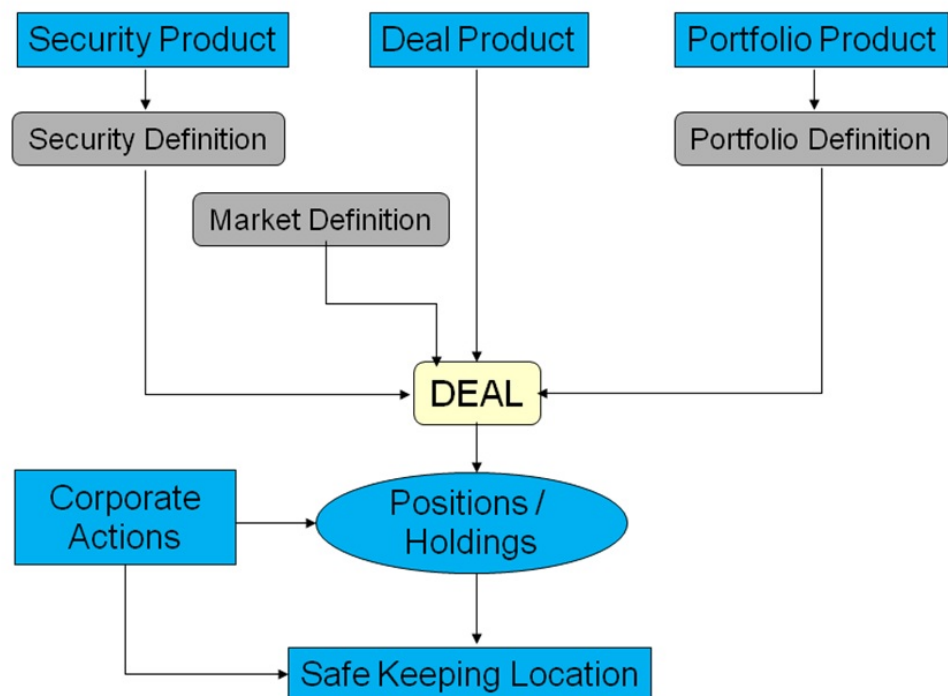 Security Product
Deal Product
Portfolio Product
Security Definition
Portfolio Definition
Market Definition
DEAL
Corporate
Actions
Positions /
Holdings
Safe Keeping Location